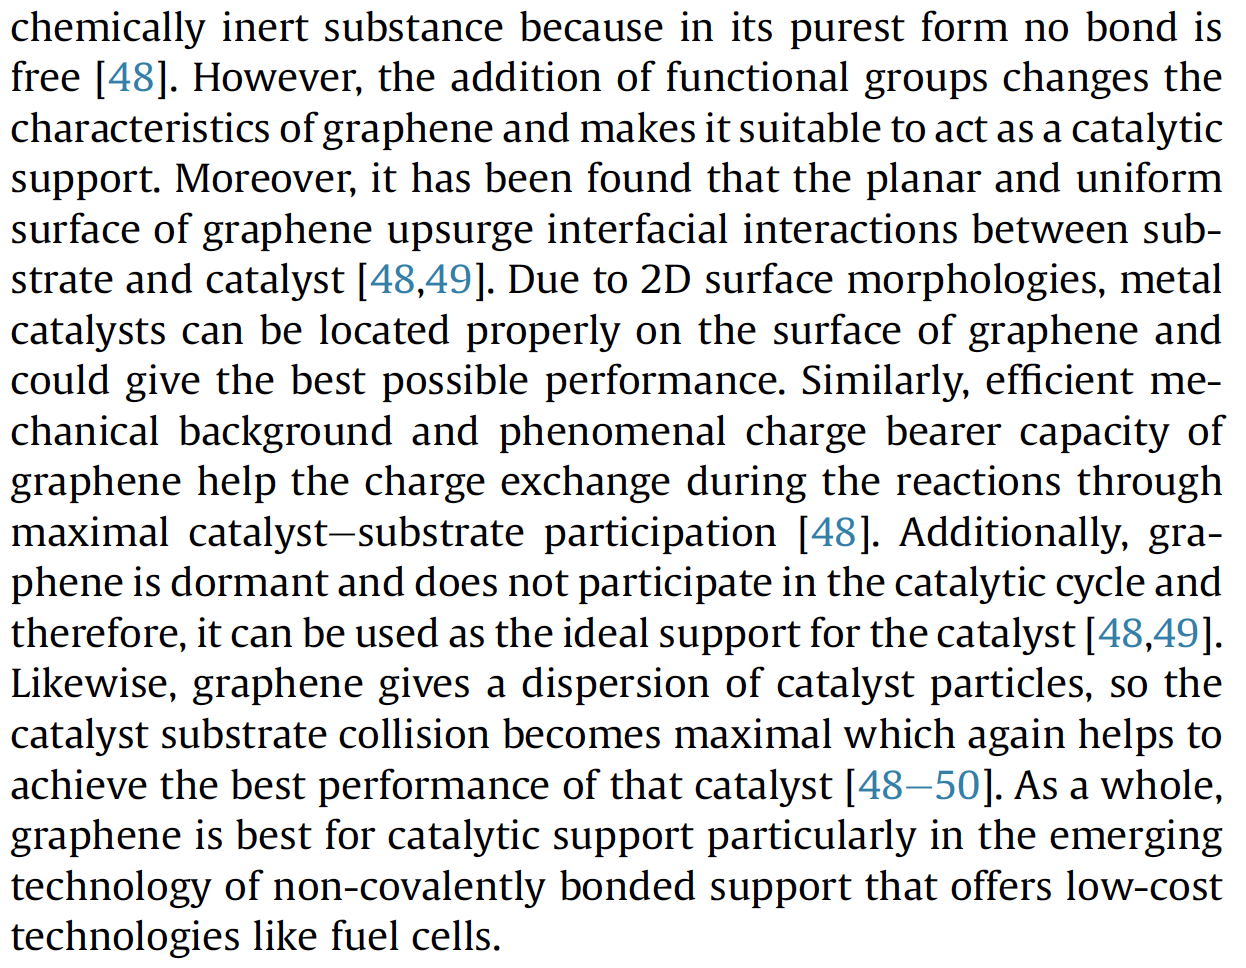 chemically inert substance because in its purest form no bond is
free [48]. However, the addition of functional groups changes the
characteristics of graphene and makes it suitable to act as a catalytic
support. Moreover, it has been found that the planar and uniform
surface of graphene upsurge interfacial interactions between sub-
strate and catalyst [48,49]. Due to 2D surface morphologies, metal
catalysts can be located properly on the surface of graphene and
could give the best possible performance. Similarly, efficient me-
chanical background and phenomenal charge bearer capacity of
graphene help the charge exchange during the reactions through
maximal catalyst—substrate participation [48]. Additionally, gra-
phene is dormant and does not participate in the catalytic cycle and
therefore, it can be used as the ideal support for the catalyst [48,49].
Likewise, graphene gives a dispersion of catalyst particles, so the
catalyst substrate collision becomes maximal which again helps to
achieve the best performance of that catalyst [48—50]. As a whole,
graphene is best for catalytic support particularly in the emerging
technology of non-covalently bonded support that offers low-cost
technologies like fuel cells.